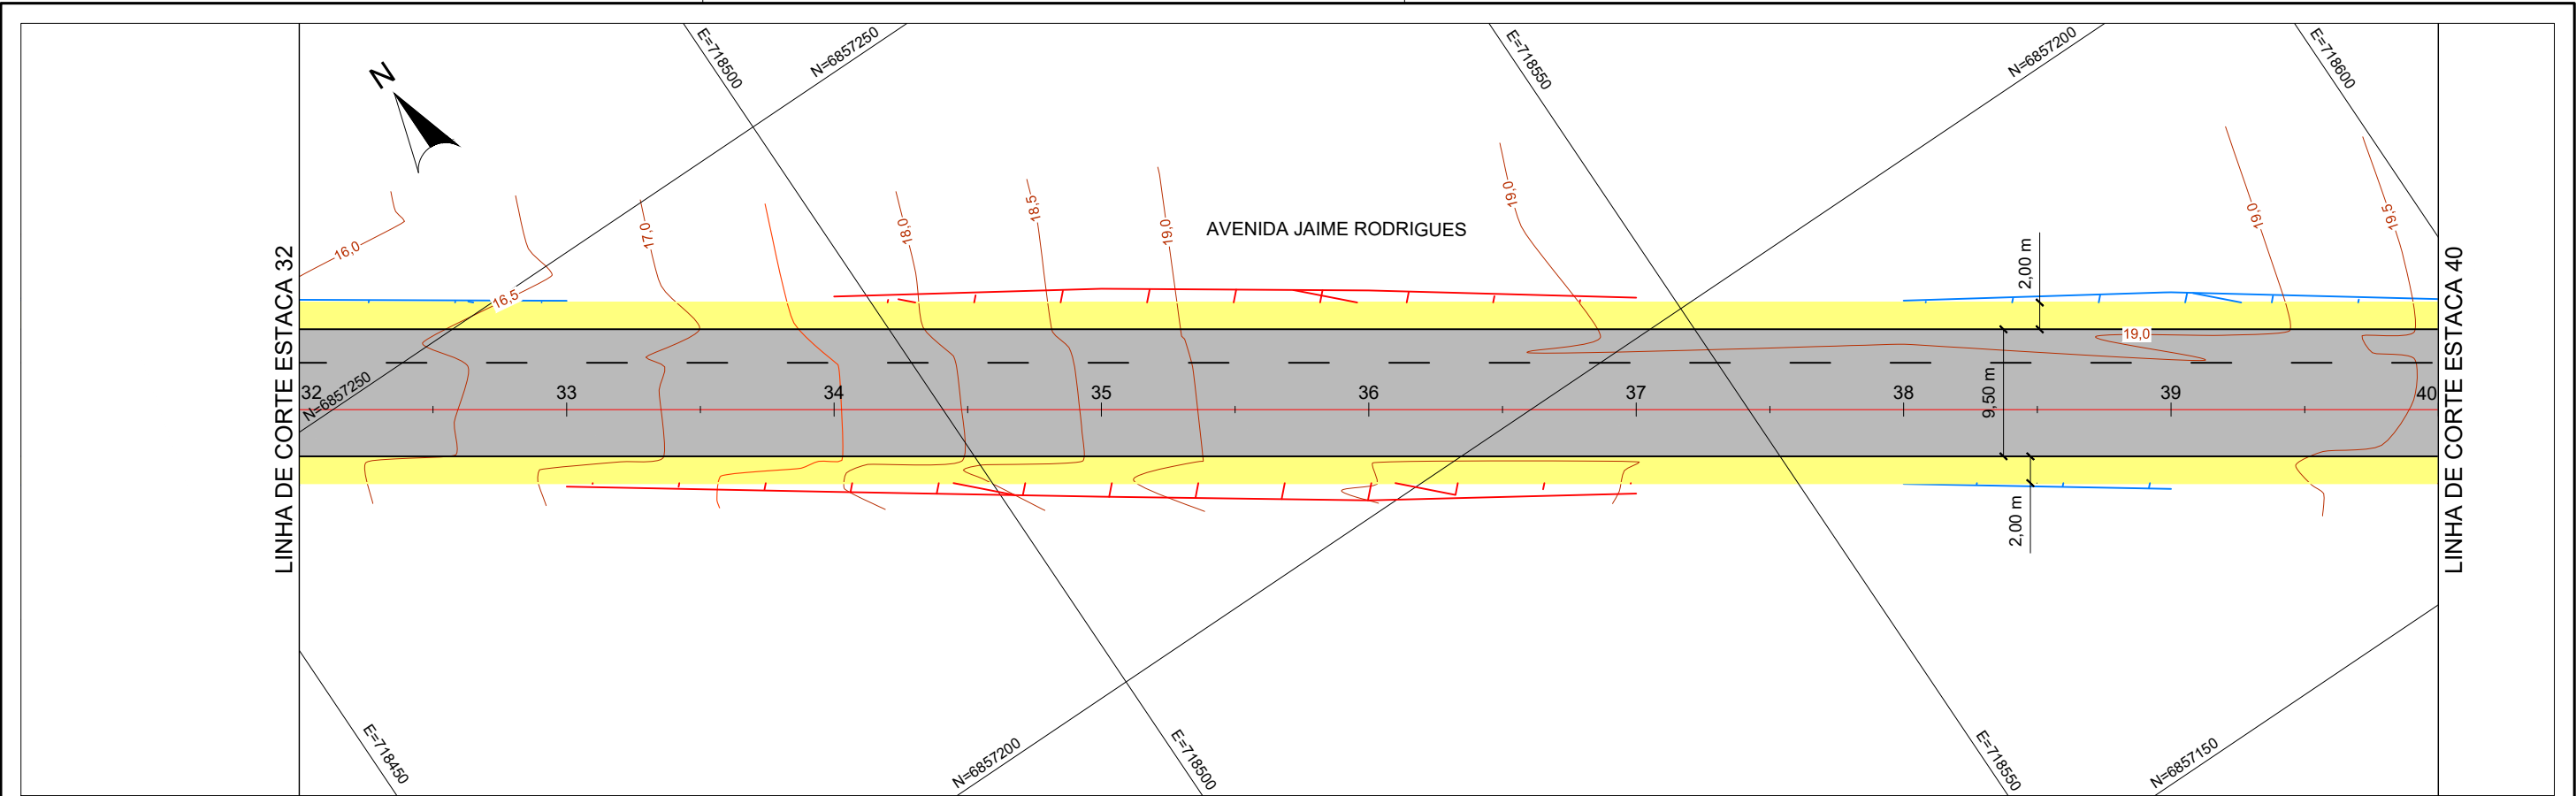 E=718500
N=6857250
E=718550
N=6857200
E=718600
N
16,0
16,5
17,0
18,0
18,5
19,0
AVENIDA JAIME RODRIGUES
19,0
2,00 m
19,0
19,5
LINHA DE CORTE ESTACA 32
LINHA DE CORTE ESTACA 40
19,0
32
33
34
35
36
37
38
39
40
N=6857250
9,50 m
2,00 m
E=718450
N=6857200
E=718500
E=718550
N=6857150